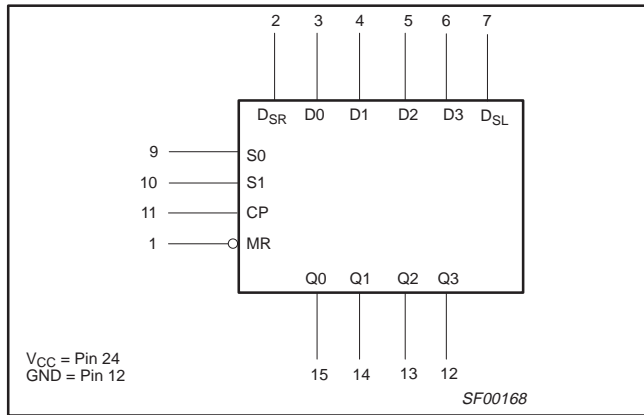 2 3 4 5 6 7
DSR D0 D1 D2 D3 DSL
9 S0
10 S1
11 CP
1 MR
Q0 Q1 Q2 Q3
15 14 13 12
VCC = Pin 24
GND = Pin 12
SF00168